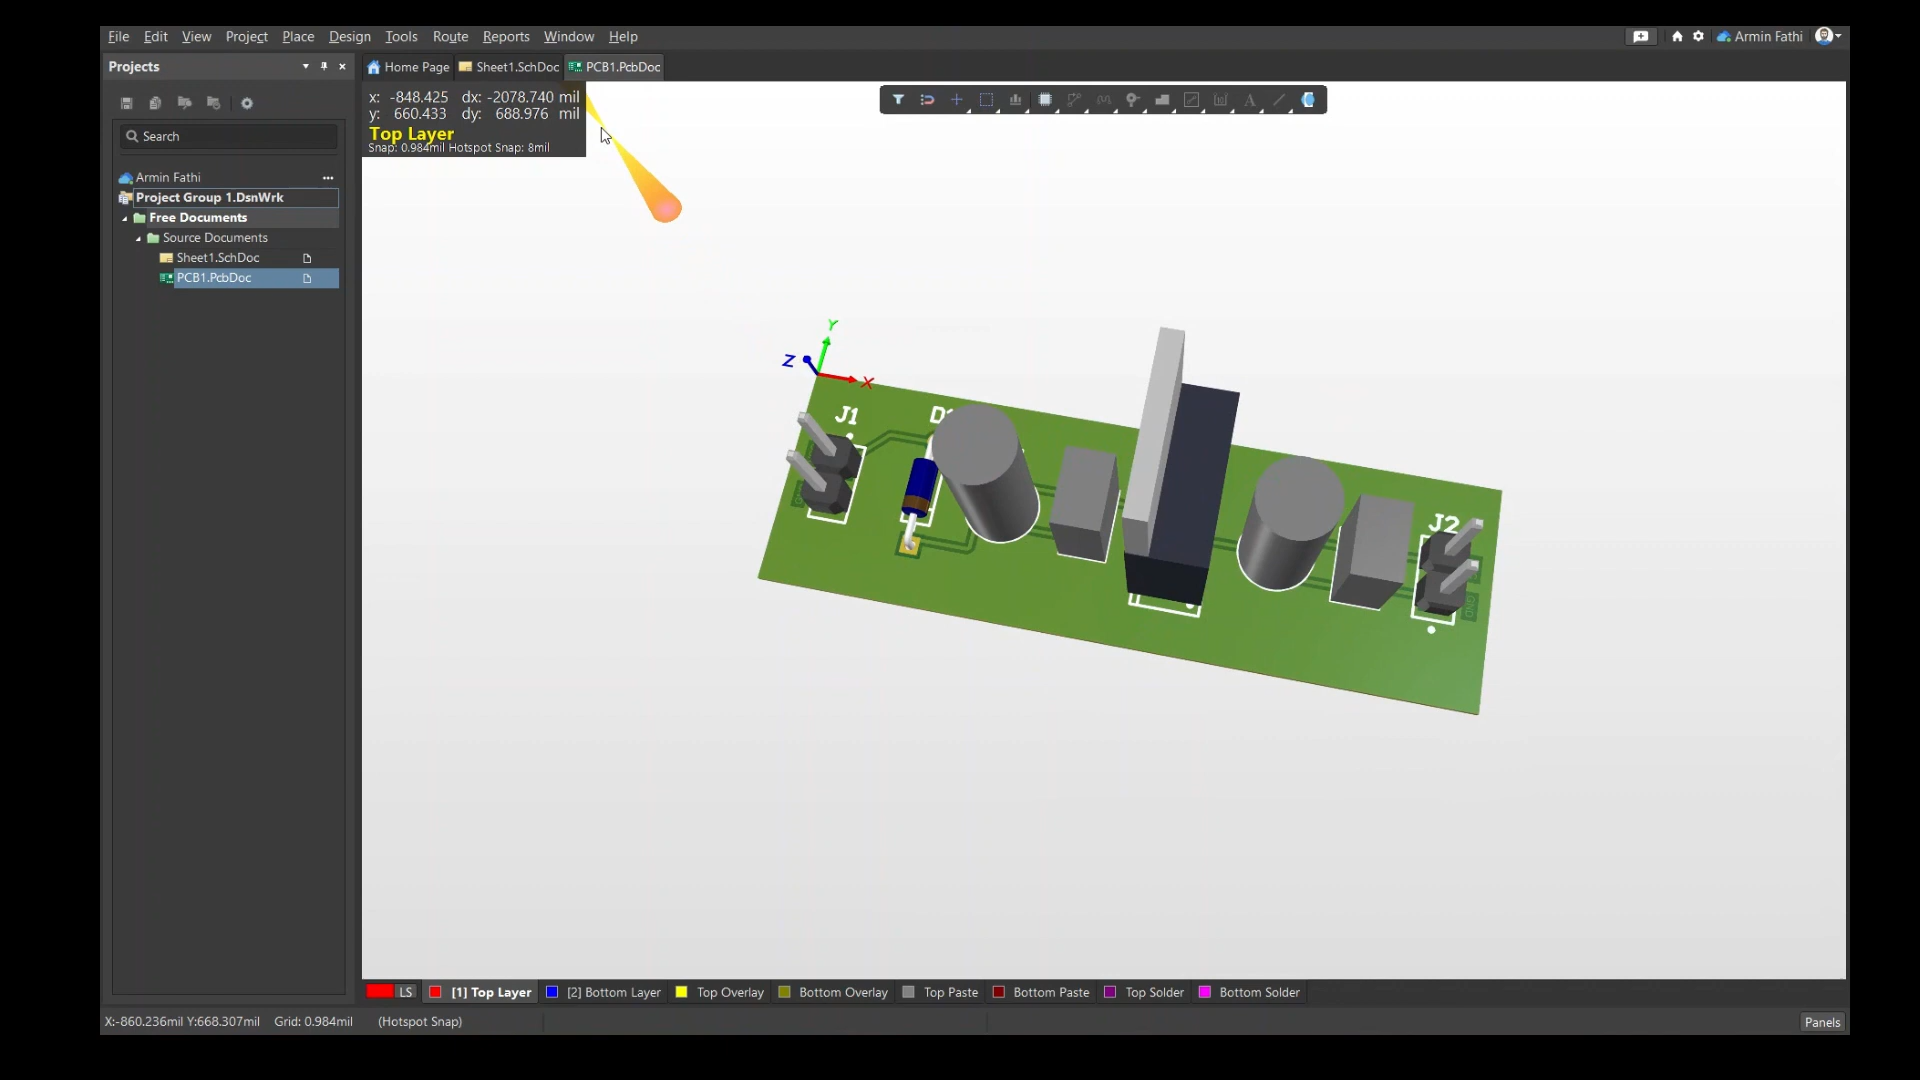 File Edit View Project Place Design Tools Route Reports Window Help
Armin Fathi
Projects
Home Page Sheet1.SchDoc PCB1.PcbDoc
x: -848.425 dx: -2078.740 mil
y: 660.433 dy: 688.976 mil
Top Layer
Snap: 0.984mil Hotspot Snap: 8mil
Search
Armin Fathi
Project Group 1.DsnWrk
Free Documents
Source Documents
Sheet1.SchDoc
PCB1.PcbDoc
Y
Z
X
J1
D1
J2
GND
LS [1] Top Layer [2] Bottom Layer Top Overlay Bottom Overlay Top Paste Bottom Paste Top Solder Bottom Solder
X:-860.236mil Y:668.307mil Grid: 0.984mil (Hotspot Snap)
Panels